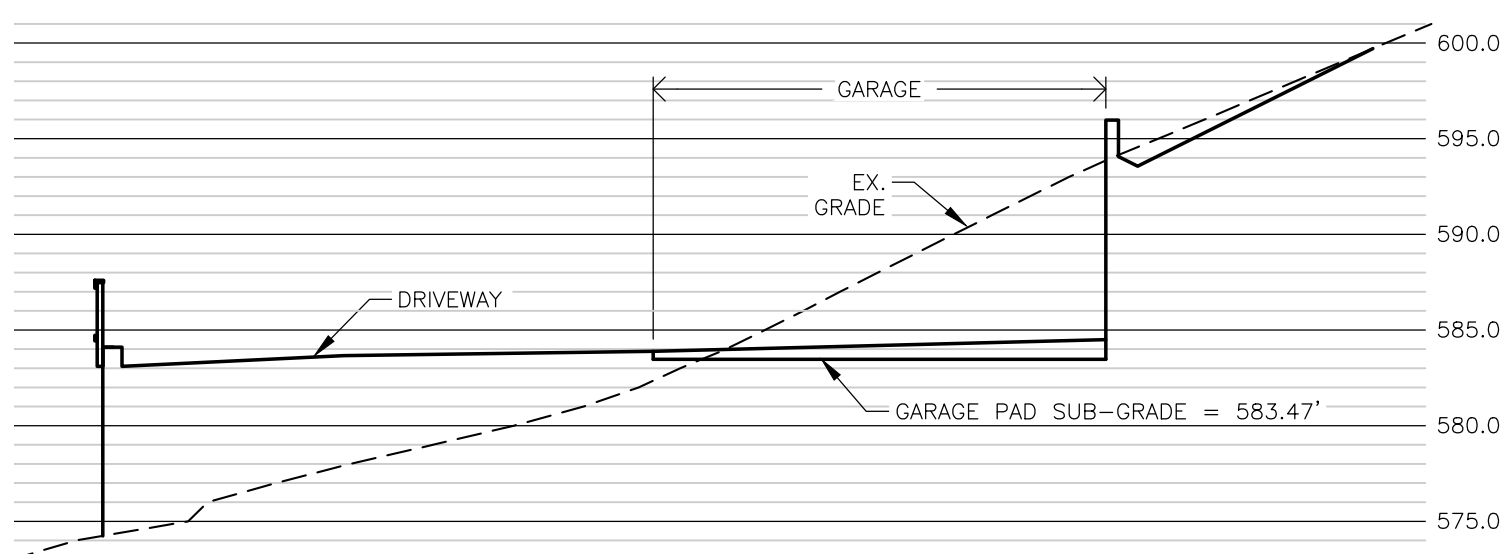 600.0
GARAGE
595.0
EX.
GRADE
590.0
DRIVEWAY
585.0
GARAGE PAD SUB-GRADE = 583.47'
580.0
575.0